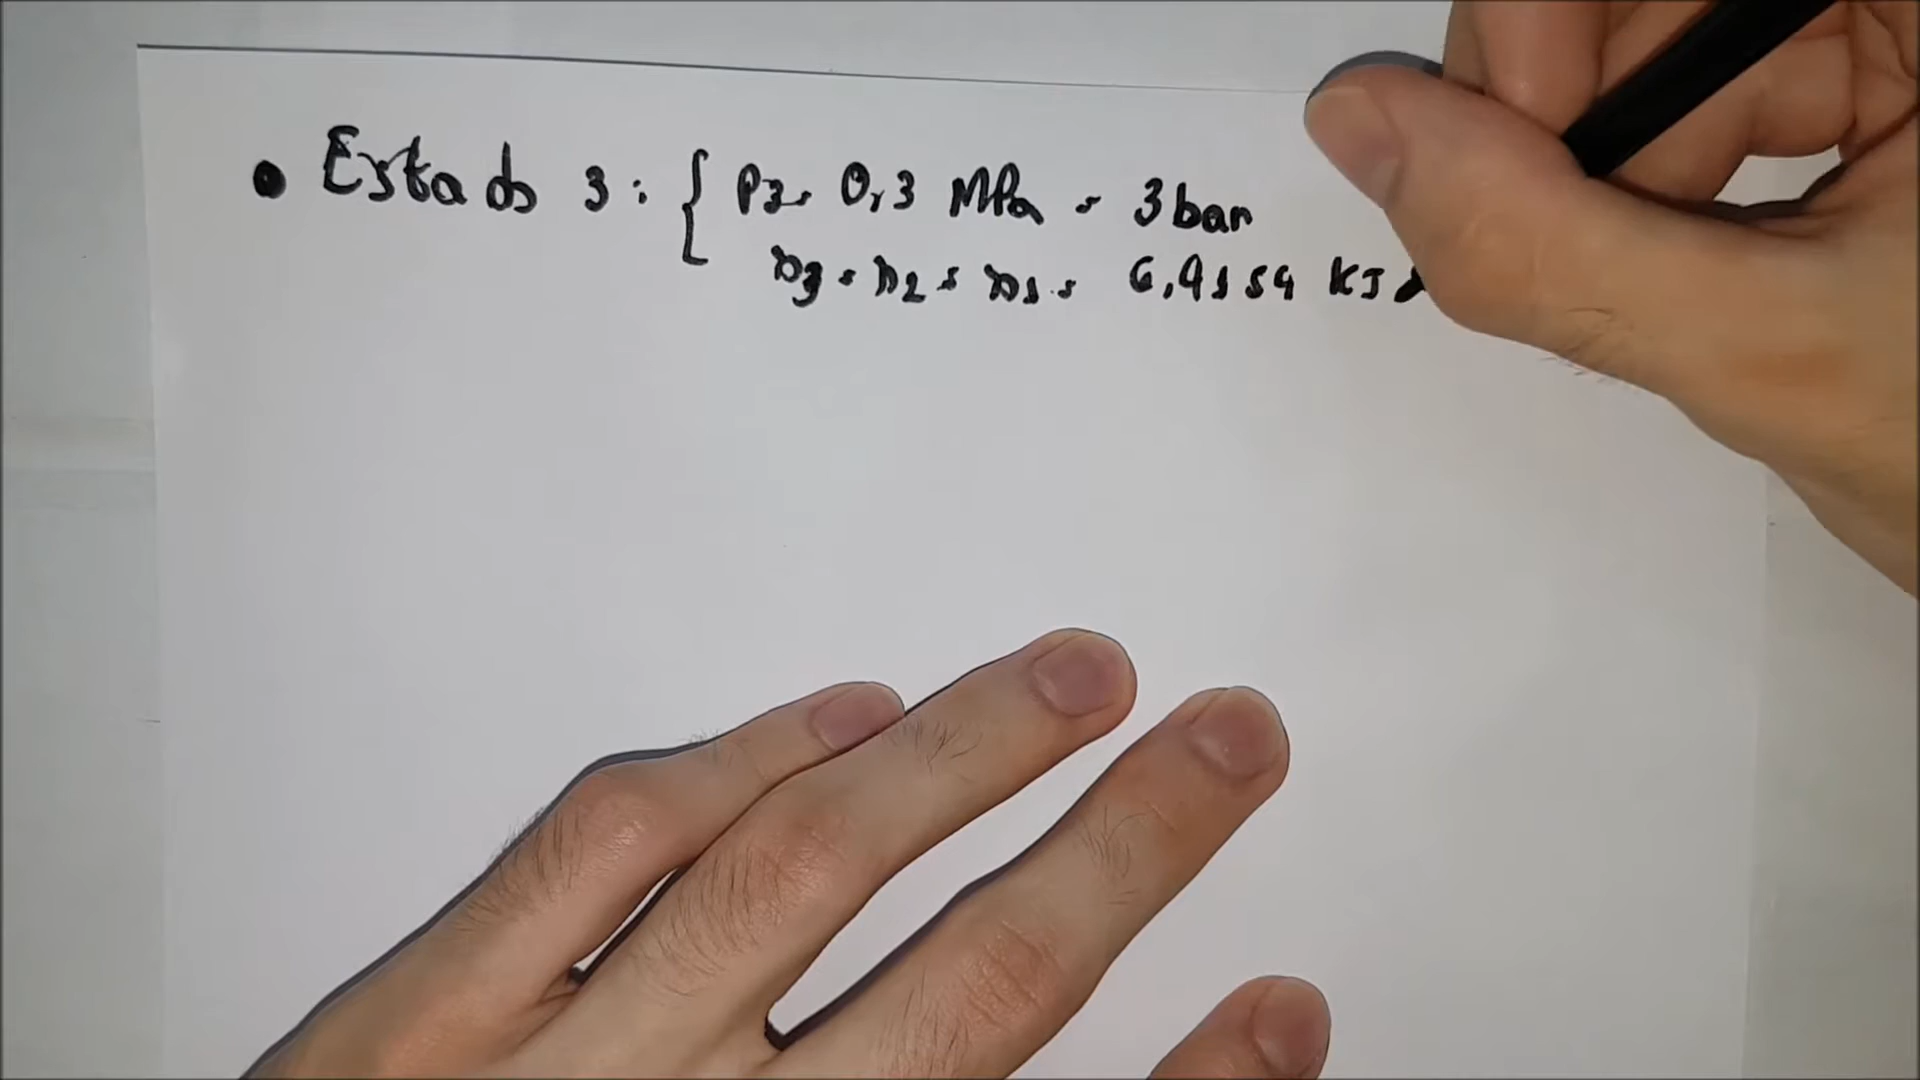 • Estado 3: { P3 = 0,3 MPa = 3 bar
s3 = s2 = s1 = 6,9154 KJ/